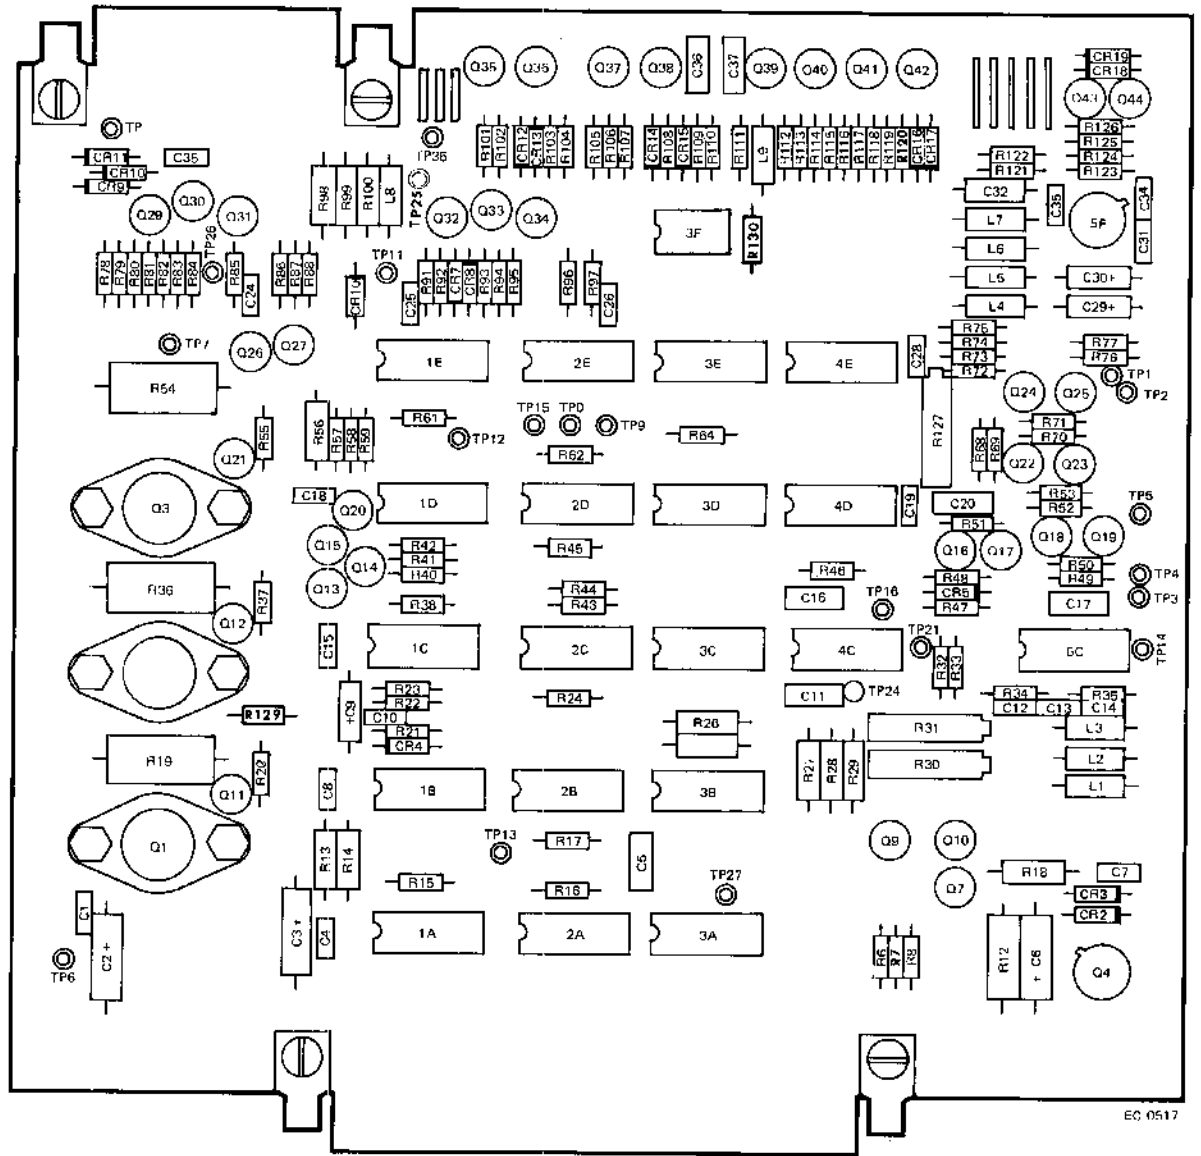 Q35 Q36 Q37 Q38 C36 C37 Q39 Q40 Q41 Q42 CR19
CR18
Q43 Q44
TP
TP35
R101 R102 CR12 CR13 R103 R104 R105 R106 R107 CR14 R108 CR15 R109 R110 R111 L9 R112 R113 R114 R115 R116 R117 R118 R119 R120 CR16 CR17
R126
R125
R124
R123
R122
R121
CR11 C35
CR10
CR9
R98 R99 R100 L8 TP25
C32 C35 C34
Q29 Q30 Q31 Q32 Q33 Q34
3F R130 L7 5F C31
L6
TP26 TP11
R78 R79 R80 R81 R82 R83 R84 R85 C24 R86 R87 R88 CR10 C25 R91 R92 CR7 CR8 R93 R94 R95 R96 R97 C26
L5 C30+
L4 C29+
TP7 Q26 Q27
R75
R74
R73
R72
R77
R76
1E 2E 3E 4E C28
TP1
TP2
R54
Q24 Q25
R55 R56 R57 R58 R59 R61 TP12 TP15 TP0 TP9 R64 R127 R68 R69
R71
R70
R62
Q21 Q22 Q23
C18 Q20 1D 2D 3D 4D C19 C20
R53
R52
TP5
Q3
R51
Q15 Q14 Q13
R42
R41
R40
R45
Q16 Q17 Q18 Q19
R46
R50
R49
TP4
TP3
R36 R37 R38
R44
R43
C16 TP16
R48
CR5
R47
C17
Q12
C15 1C 2C 3C 4C TP21 R32 R33 5C TP14
R129 +C9
R23
R22
C10
R21
CR4
R24 R26
C11 TP24
R34 R35
C12 C13 C14
R31 L3
R30 L2
L1
R19 R20 Q11
C8 1B 2B 3B R27 R28 R29
Q1 R13 R14 TP13 R17 C5 Q9 Q10
R15 R16 TP27 Q7 R18 C7
CR3
CR2
C1 C2+ C3+ C4 1A 2A 3A
TP6
R6 R7 R8 R12 +C6 Q4
EC 0517